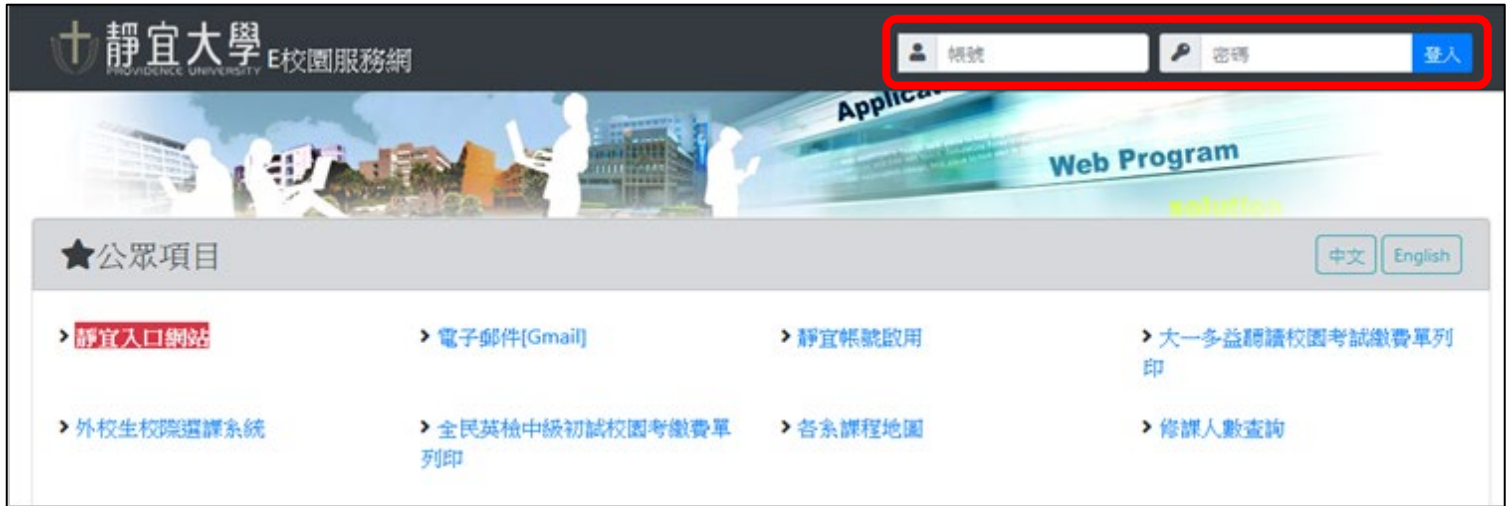 靜宜大學 E校園服務網
PROVIDENCE UNIVERSITY
帳號
密碼
登入
Application
Web Program
solution
公眾項目
中文
English
靜宜入口網站
電子郵件[Gmail]
靜宜帳號啟用
大一多益聽讀校園考試繳費單列
印
外校生校際選課系統
全民英檢中級初試校園考繳費單
列印
各系課程地圖
修課人數查詢